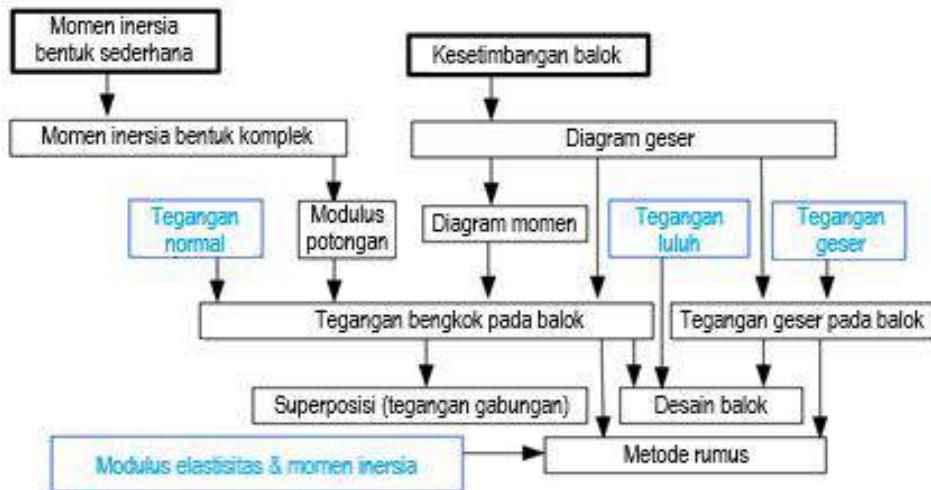 Momen inersia
bentuk sederhana
Kesetimbangan balok
Momen inersia bentuk komplek
Diagram geser
Tegangan
normal
Modulus
potongan
Diagram momen
Tegangan
luluh
Tegangan
geser
Tegangan bengkok pada balok
Tegangan geser pada balok
Superposisi (tegangan gabungan)
Desain balok
Modulus elastisitas & momen inersia
Metode rumus